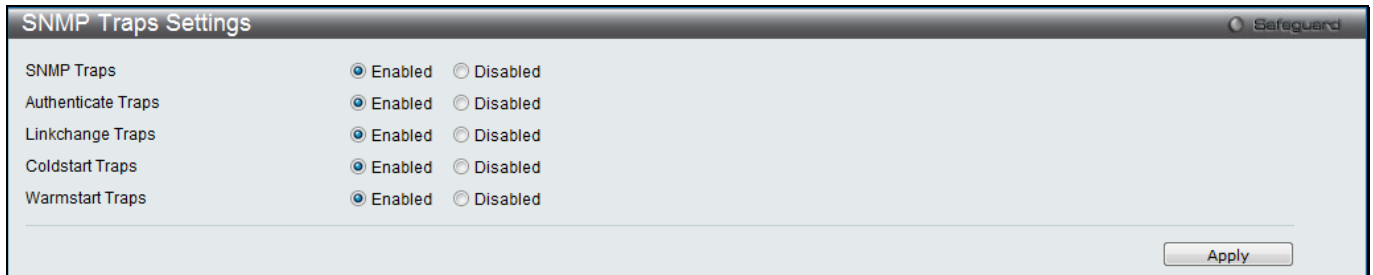 SNMP Traps Settings Safeguard
SNMP Traps Enabled Disabled
Authenticate Traps Enabled Disabled
Linkchange Traps Enabled Disabled
Coldstart Traps Enabled Disabled
Warmstart Traps Enabled Disabled
Apply